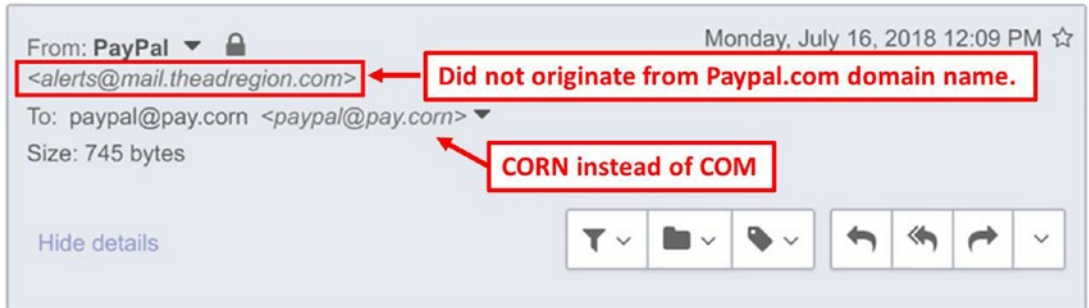 From: PayPal
Monday, July 16, 2018 12:09 PM
<alerts@mail.theadregion.com>
Did not originate from Paypal.com domain name.
To: paypal@pay.corn <paypal@pay.corn>
Size: 745 bytes
CORN instead of COM
Hide details